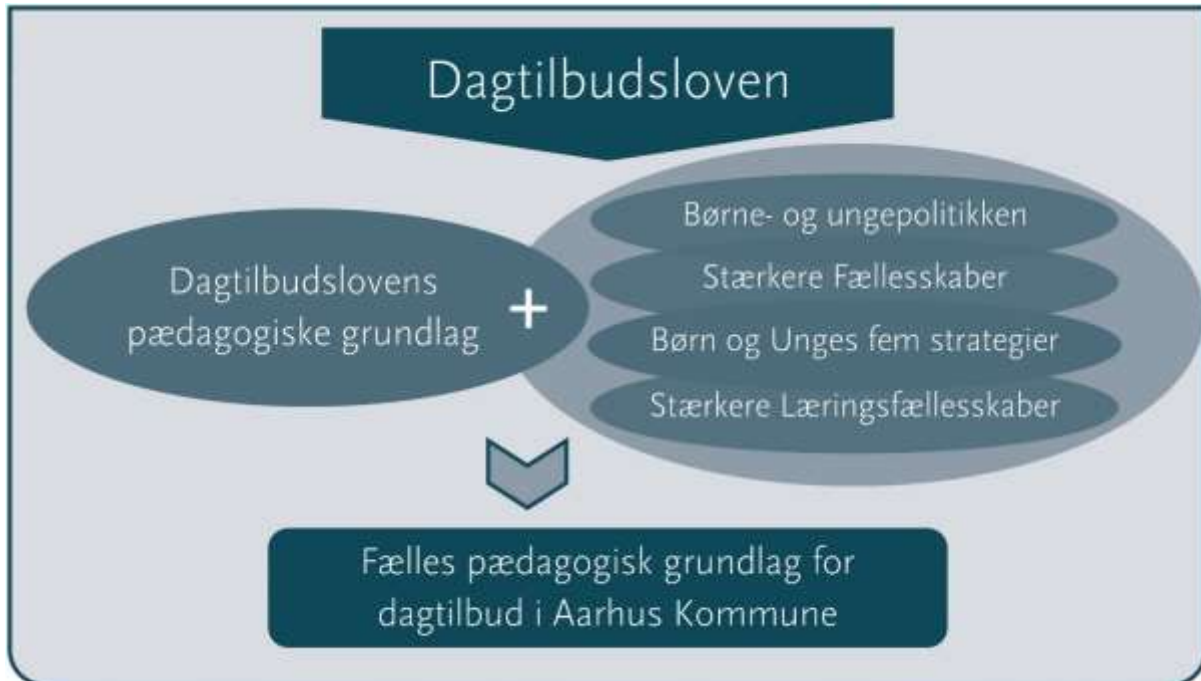 Dagtilbudsloven
Dagtilbudslovens
pædagogiske grundlag
+
Børne- og ungepolitikken
Stærkere Fællesskaber
Børn og Unges fem strategier
Stærkere Læringsfællesskaber
Fælles pædagogisk grundlag for
dagtilbud i Aarhus Kommune